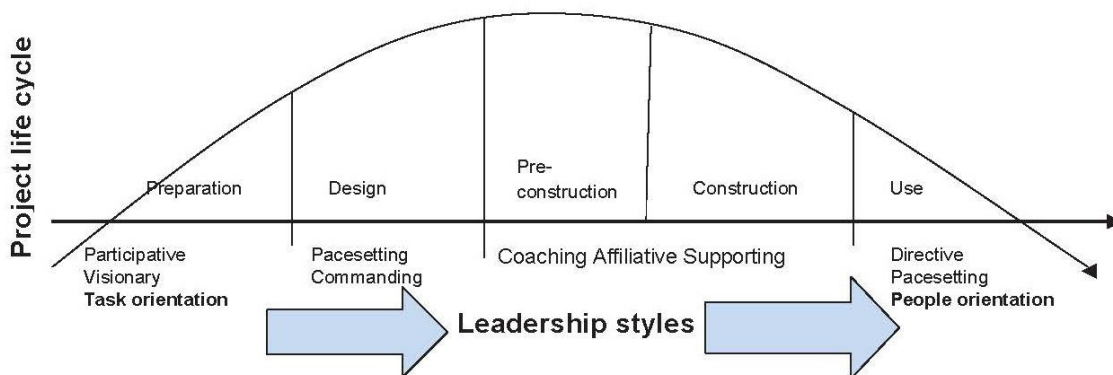 Project life cycle
Preparation
Design
Pre-
construction
Construction
Use
Participative
Visionary
Task orientation
Pacesetting
Commanding
Coaching Affiliative Supporting
Directive
Pacesetting
People orientation
Leadership styles